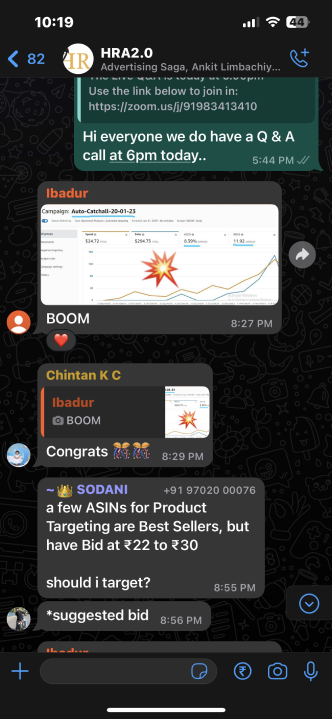 10:19
44
82
HR
HRA2.0
Advertising Saga, Ankit Limbachiy...
The Live Q&A is today at 6:00pm
Use the link below to join in:
https://zoom.us/j/91983413410
Hi everyone we do have a Q & A
call at 6pm today..
5:44 PM
Ibadur
Campaign: Auto-Catchall-20-01-23
$24.72
$294.75
8.39%
11.92
BOOM
8:27 PM
Chintan K C
Ibadur
BOOM
Congrats
8:29 PM
~ SODANI +91 97020 00076
a few ASINs for Product
Targeting are Best Sellers, but
have Bid at ₹22 to ₹30
should i target?
8:55 PM
*suggested bid
8:56 PM
Ibadur